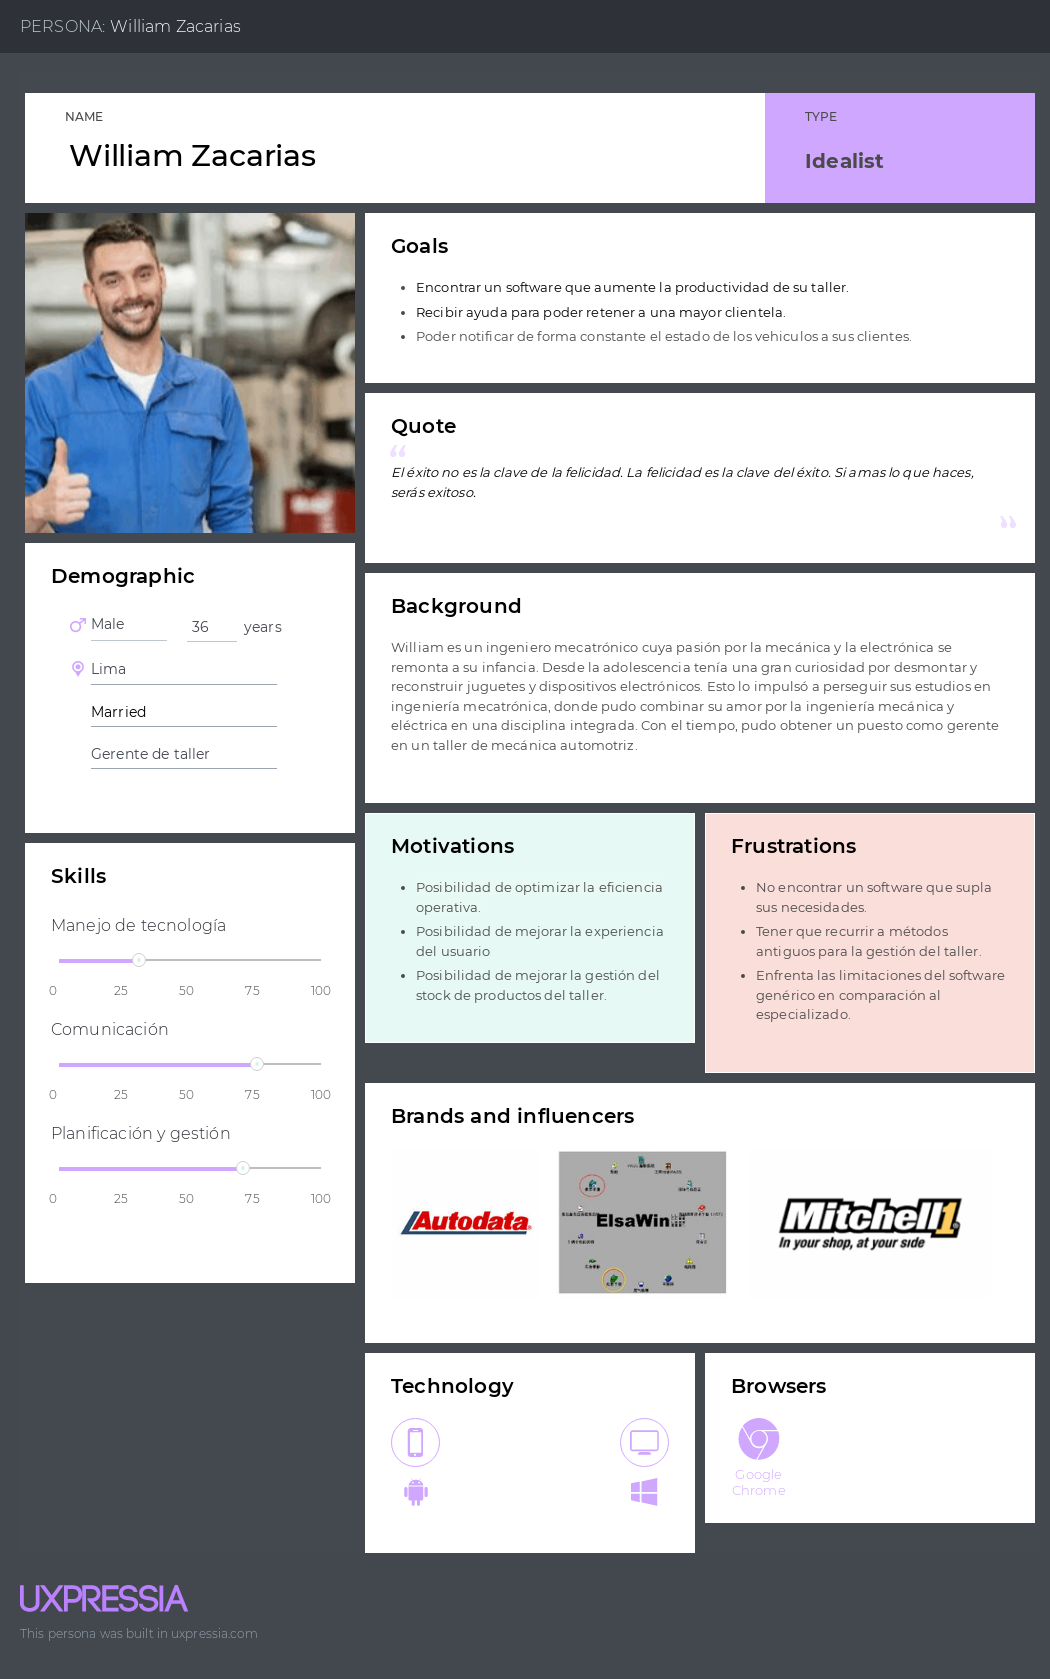 PERSONA: William Zacarias
NAME
William Zacarias
TYPE
Idealist
Goals
Encontrar un software que aumente la productividad de su taller.
Recibir ayuda para poder retener a una mayor clientela.
Poder notificar de forma constante el estado de los vehiculos a sus clientes.
Quote
“
El éxito no es la clave de la felicidad. La felicidad es la clave del éxito. Si amas lo que haces,
serás exitoso.
”
Demographic
Male 36 years
Lima
Married
Gerente de taller
Background
William es un ingeniero mecatrónico cuya pasión por la mecánica y la electrónica se
remonta a su infancia. Desde la adolescencia tenía una gran curiosidad por desmontar y
reconstruir juguetes y dispositivos electrónicos. Esto lo impulsó a perseguir sus estudios en
ingeniería mecatrónica, donde pudo combinar su amor por la ingeniería mecánica y
eléctrica en una disciplina integrada. Con el tiempo, pudo obtener un puesto como gerente
en un taller de mecánica automotriz.
Skills
Manejo de tecnología
0 25 50 75 100
Comunicación
0 25 50 75 100
Planificación y gestión
0 25 50 75 100
Motivations
Posibilidad de optimizar la eficiencia
operativa.
Posibilidad de mejorar la experiencia
del usuario
Posibilidad de mejorar la gestión del
stock de productos del taller.
Frustrations
No encontrar un software que supla
sus necesidades.
Tener que recurrir a métodos
antiguos para la gestión del taller.
Enfrenta las limitaciones del software
genérico en comparación al
especializado.
Brands and influencers
Autodata
ElsaWin
Mitchell1
In your shop, at your side
Technology
Browsers
Google
Chrome
UXPRESSIA
This persona was built in uxpressia.com